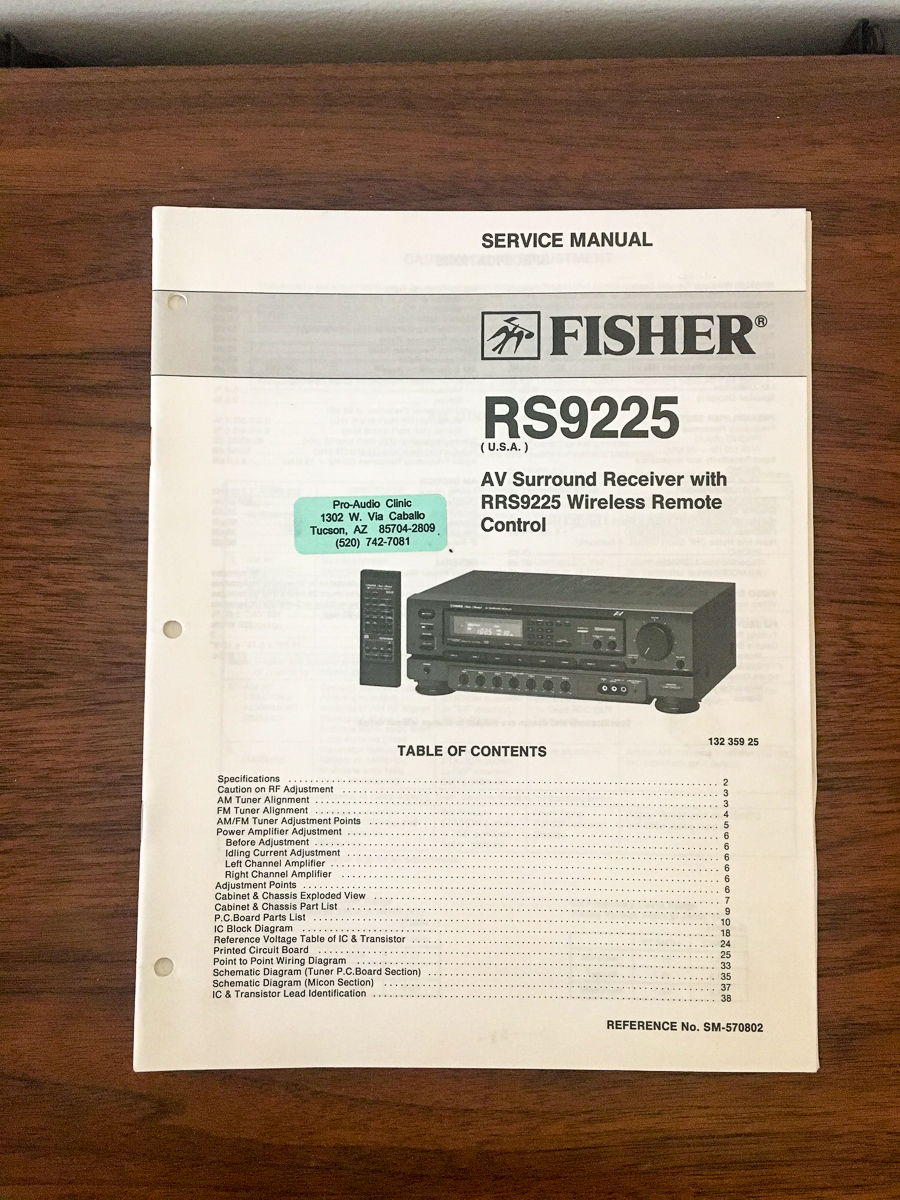 SERVICE MANUAL
FISHER®
RS9225
( U.S.A. )
AV Surround Receiver with
RRS9225 Wireless Remote
Control
Pro-Audio Clinic
1302 W. Via Caballo
Tucson, AZ 85704-2809
(520) 742-7081
132 359 25
TABLE OF CONTENTS
Specifications ........ 2
Caution on RF Adjustment ........ 3
AM Tuner Alignment ........ 3
FM Tuner Alignment ........ 4
AM/FM Tuner Adjustment Points ........ 5
Power Amplifier Adjustment ........ 6
Before Adjustment ........ 6
Idling Current Adjustment ........ 6
Left Channel Amplifier ........ 6
Right Channel Amplifier ........ 6
Adjustment Points ........ 6
Cabinet & Chassis Exploded View ........ 7
Cabinet & Chassis Part List ........ 9
P.C.Board Parts List ........ 10
IC Block Diagram ........ 18
Reference Voltage Table of IC & Transistor ........ 24
Printed Circuit Board ........ 25
Point to Point Wiring Diagram ........ 33
Schematic Diagram (Tuner P.C.Board Section) ........ 35
Schematic Diagram (Micon Section) ........ 37
IC & Transistor Lead Identification ........ 38
REFERENCE No. SM-570802